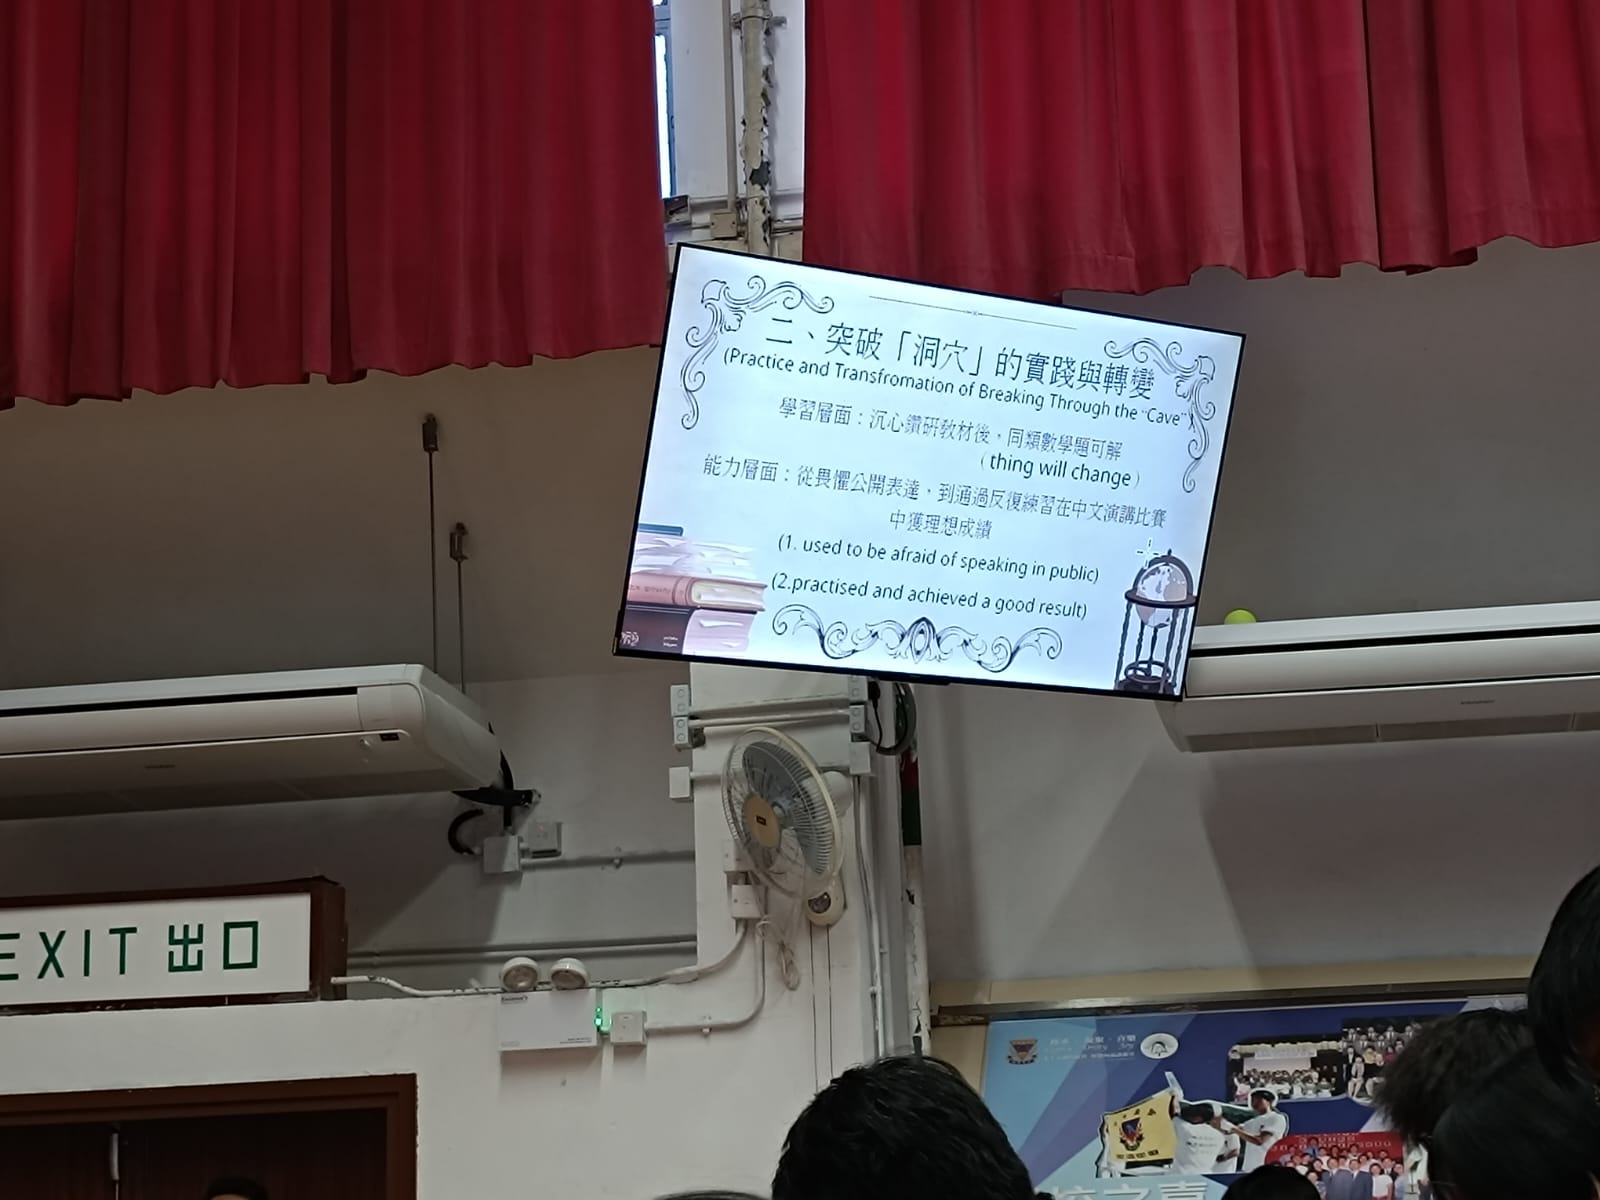 二、突破「洞穴」的實踐與轉變
(Practice and Transfromation of Breaking Through the "Cave")
學習層面：沉心鑽研教材後，同類數學題可解
（thing will change）
能力層面：從畏懼公開表達，到通過反復練習在中文演講比賽
中獲理想成績
(1. used to be afraid of speaking in public)
(2.practised and achieved a good result)
EXIT 出口